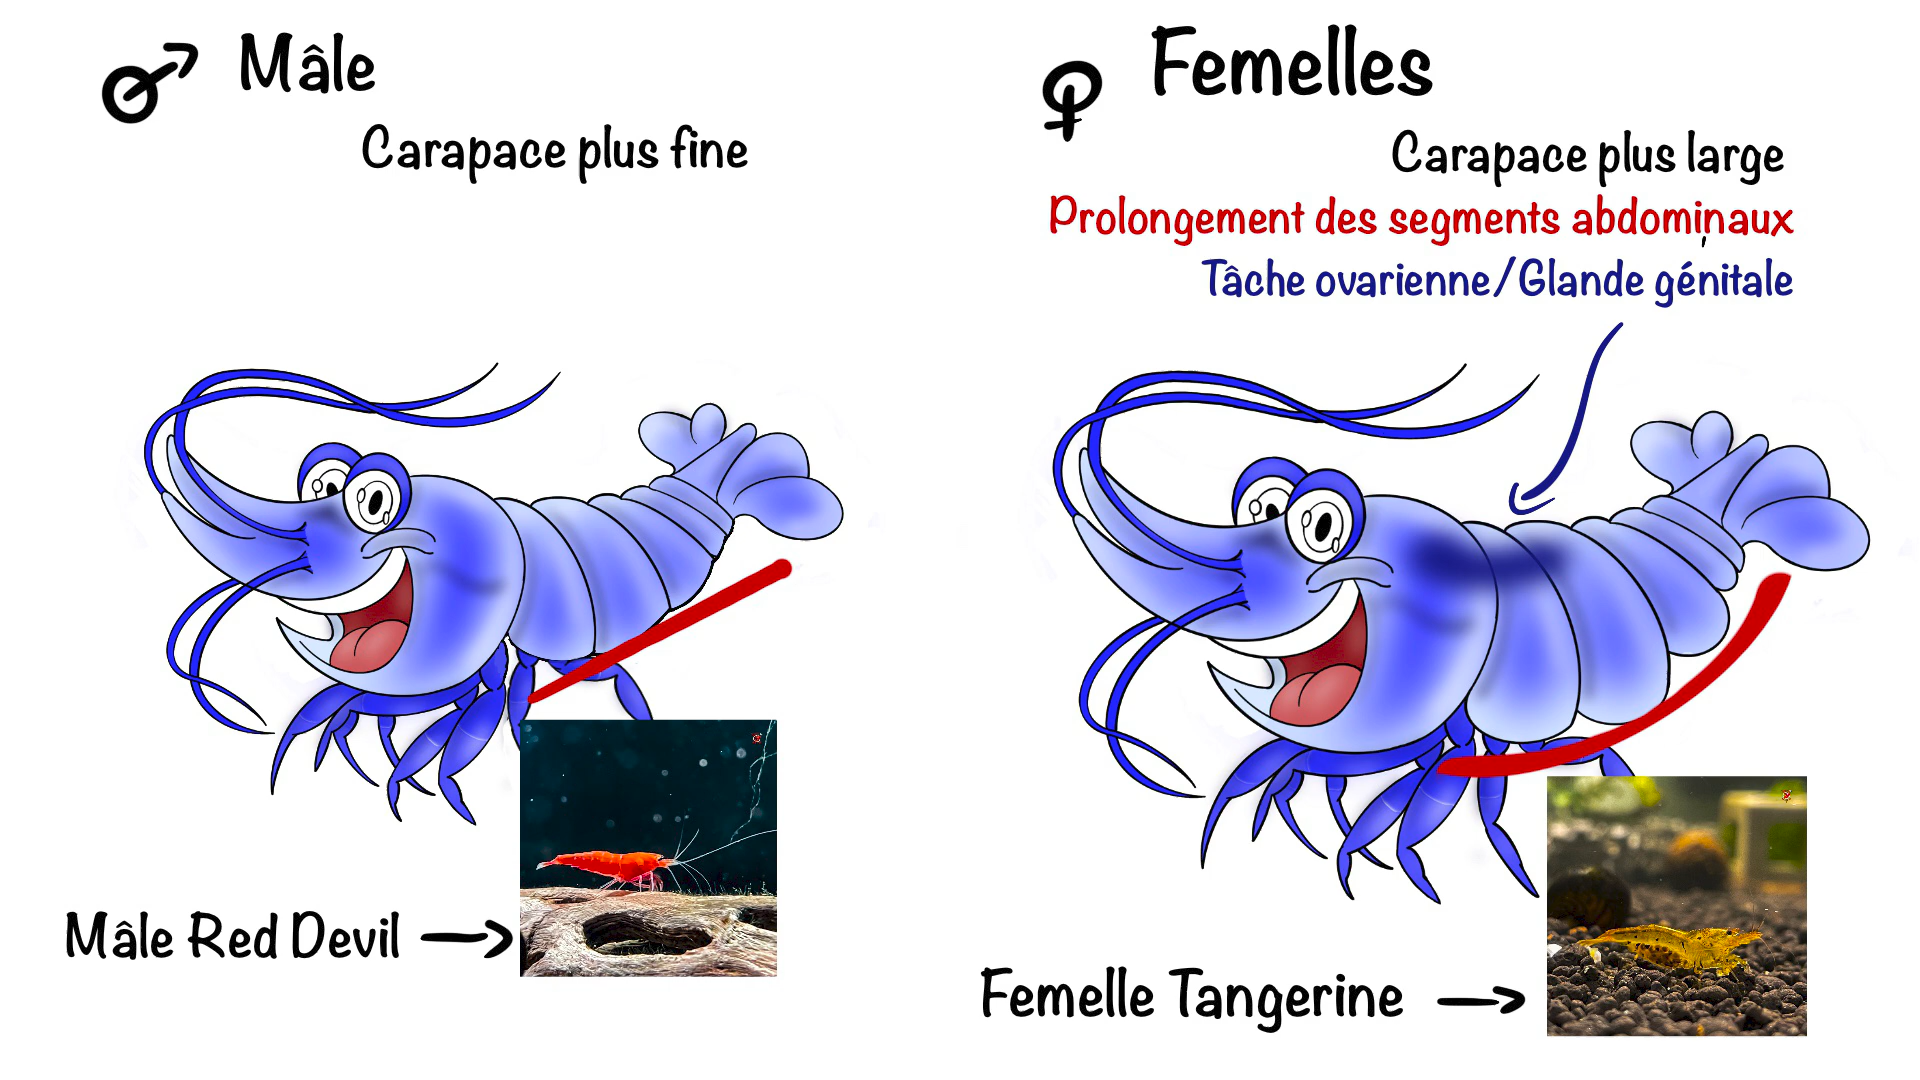 Mâle
Carapace plus fine
Mâle Red Devil
Femelles
Carapace plus large
Prolongement des segments abdominaux
Tâche ovarienne/Glande génitale
Femelle Tangerine